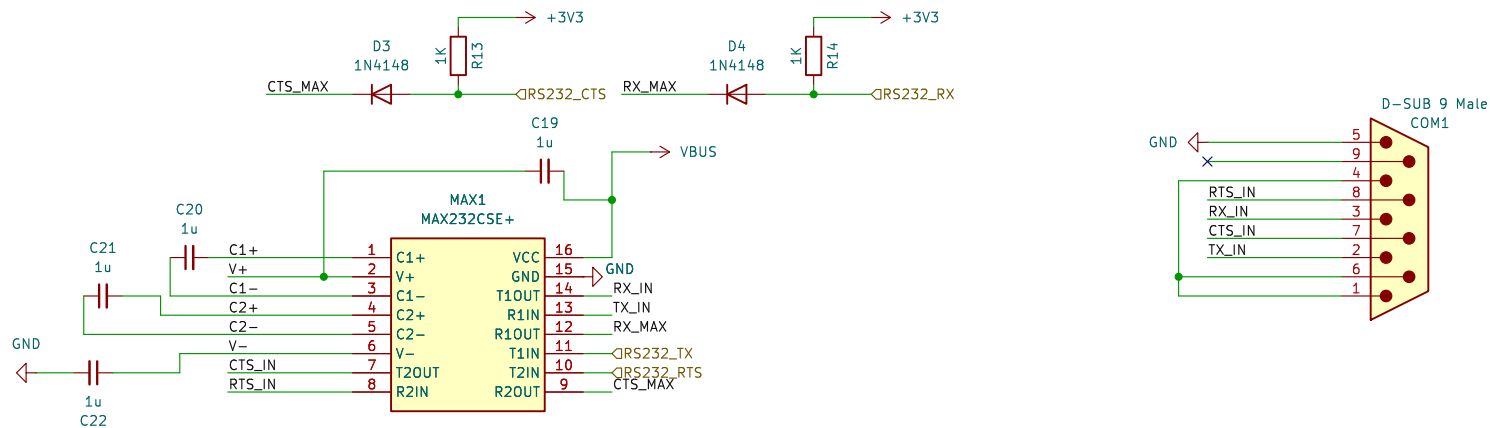 +3V3
+3V3
D3
1N4148
1K
R13
CTS_MAX
RS232_CTS
D4
1N4148
1K
R14
RX_MAX
RS232_RX
C19
1u
VBUS
MAX1
MAX232CSE+
C20
1u
C21
1u
C1+
V+
C1-
C2+
C2-
V-
CTS_IN
RTS_IN
1
2
3
4
5
6
7
8
C1+
V+
C1-
C2+
C2-
V-
T2OUT
R2IN
VCC
GND
T1OUT
R1IN
R1OUT
T1IN
T2IN
R2OUT
16
15
14
13
12
11
10
9
GND
RX_IN
TX_IN
RX_MAX
RS232_TX
RS232_RTS
CTS_MAX
GND
1u
C22
D-SUB 9 Male
COM1
GND
RTS_IN
RX_IN
CTS_IN
TX_IN
5
9
4
8
3
7
2
6
1